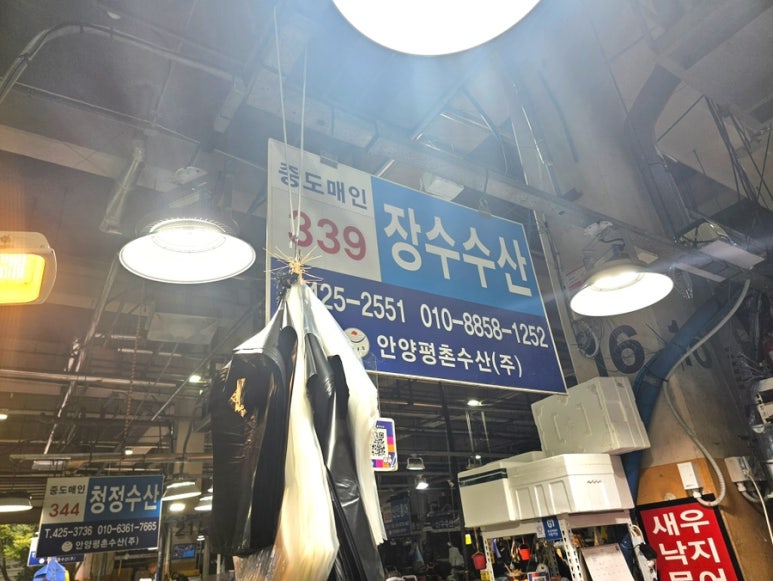 중도매인
339
장수수산
425-2551 010-8858-1252
안양평촌수산(주)
중도매인
344
청정수산
T.425-3736 010-6361-7665
안양평촌수산(주)
16
새우
낙지
G1